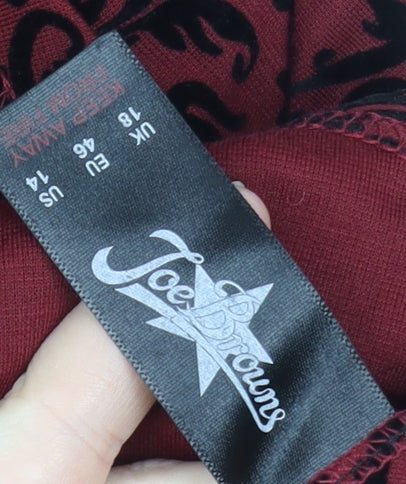 KEEP AWAY
FROM FIRE
UK EU US
18 46 14
Joe Browns